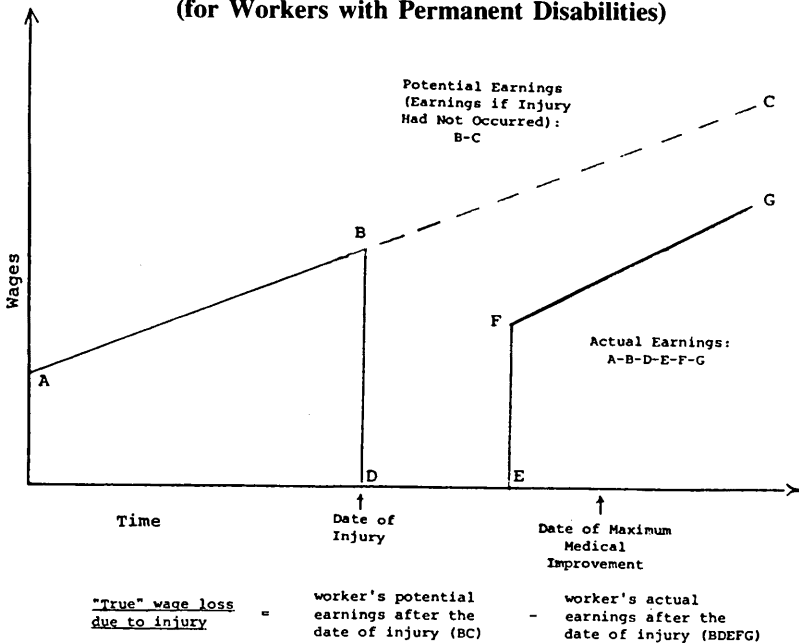 (for Workers with Permanent Disabilities)
Potential Earnings
(Earnings if Injury
Had Not Occurred):
B-C
C
G
B
Wages
F
Actual Earnings:
A-B-D-E-F-G
A
D
E
Time
Date of
Injury
Date of Maximum
Medical
Improvement
"True" wage loss
due to injury
=
worker's potential
earnings after the
date of injury (BC)
-
worker's actual
earnings after the
date of injury (BDEFG)